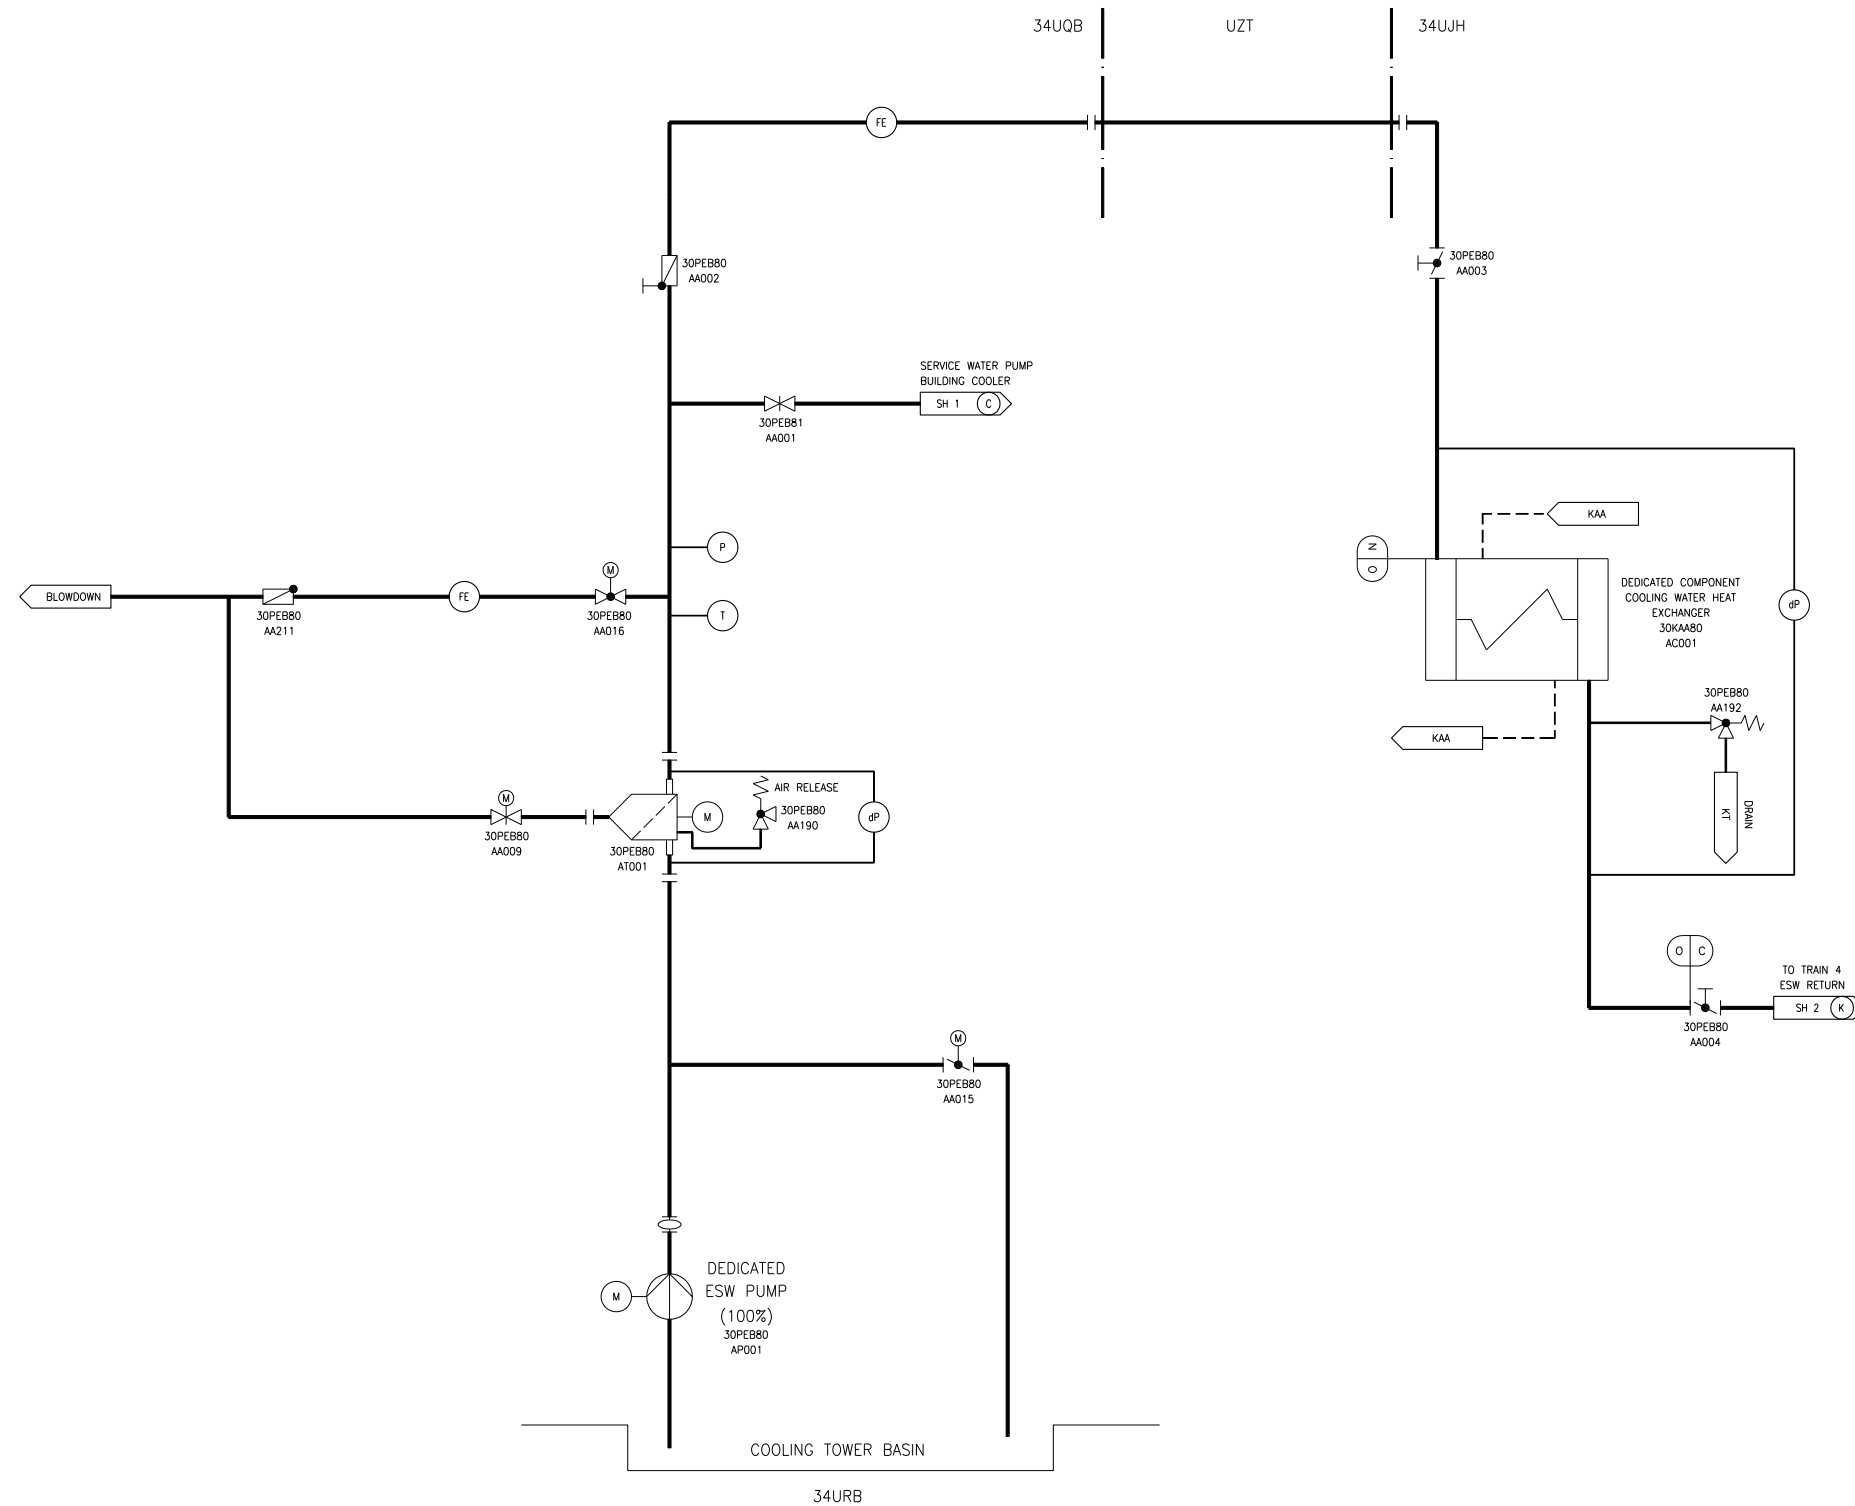 34UQB
UZT
34UJH
FE
30PEB80
AA002
30PEB80
AA003
SERVICE WATER PUMP
BUILDING COOLER
SH 1 C
30PEB81
AA001
P
KAA
N
O
M
BLOWDOWN
FE
T
30PEB80
AA211
30PEB80
AA016
DEDICATED COMPONENT
COOLING WATER HEAT
EXCHANGER
30KAA80
AC001
dP
30PEB80
AA192
KAA
KT
DRAIN
M
30PEB80
AA009
30PEB80
AT001
M
AIR RELEASE
30PEB80
AA190
dP
O C
TO TRAIN 4
ESW RETURN
SH 2 K
30PEB80
AA004
M
30PEB80
AA015
M
DEDICATED
ESW PUMP
(100%)
30PEB80
AP001
COOLING TOWER BASIN
34URB